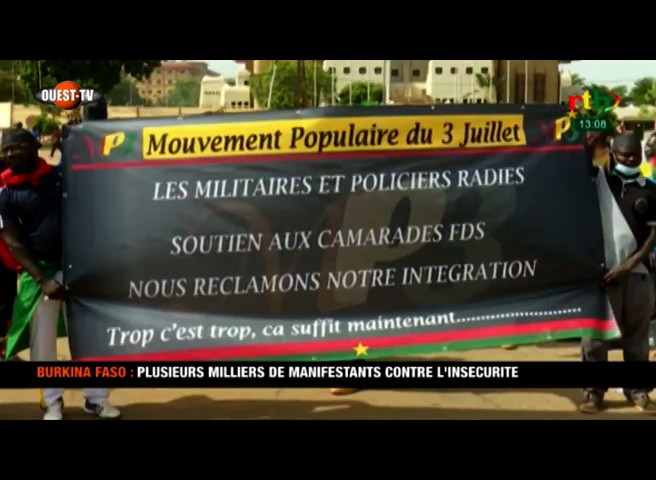 OUEST-TV
rtb
13:08
MP3 Mouvement Populaire du 3 Juillet
LES MILITAIRES ET POLICIERS RADIES
SOUTIEN AUX CAMARADES FDS
NOUS RECLAMONS NOTRE INTEGRATION
Trop c'est trop, ca suffit maintenant........................
BURKINA FASO : PLUSIEURS MILLIERS DE MANIFESTANTS CONTRE L'INSECURITE